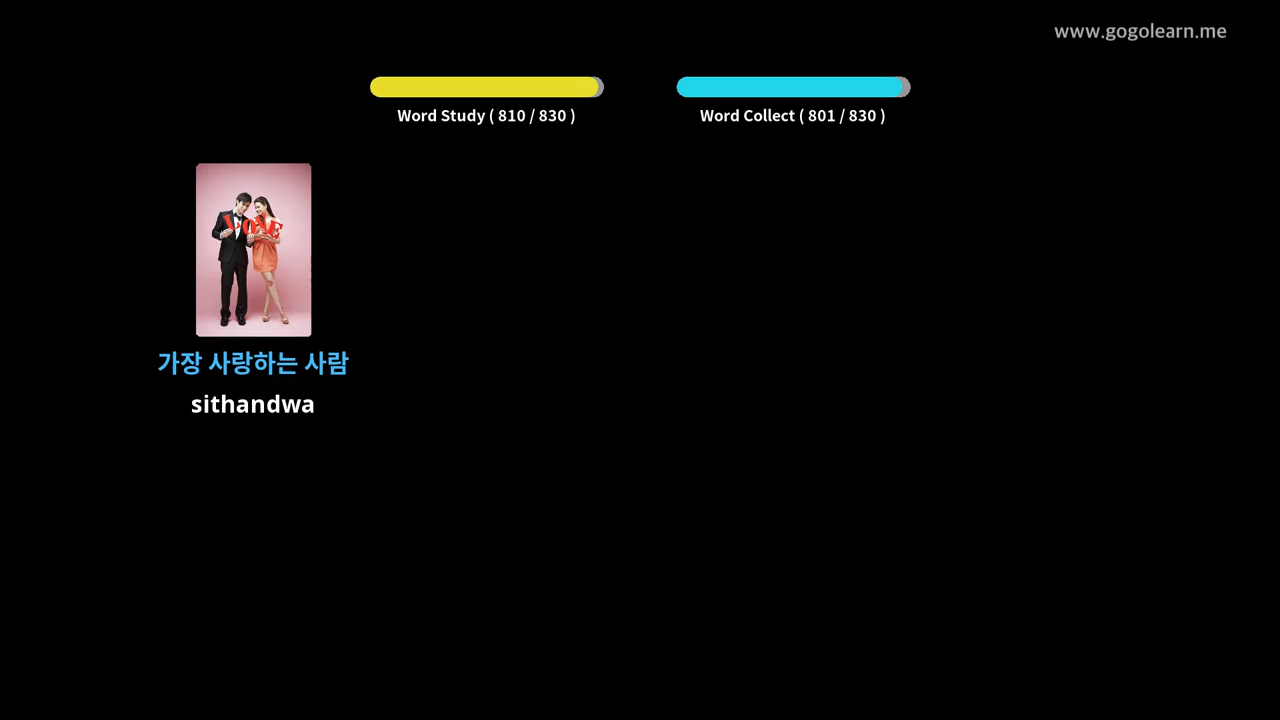 www.gogolearn.me
Word Study ( 810 / 830 )
Word Collect ( 801 / 830 )
LOVE
가장 사랑하는 사람
sithandwa